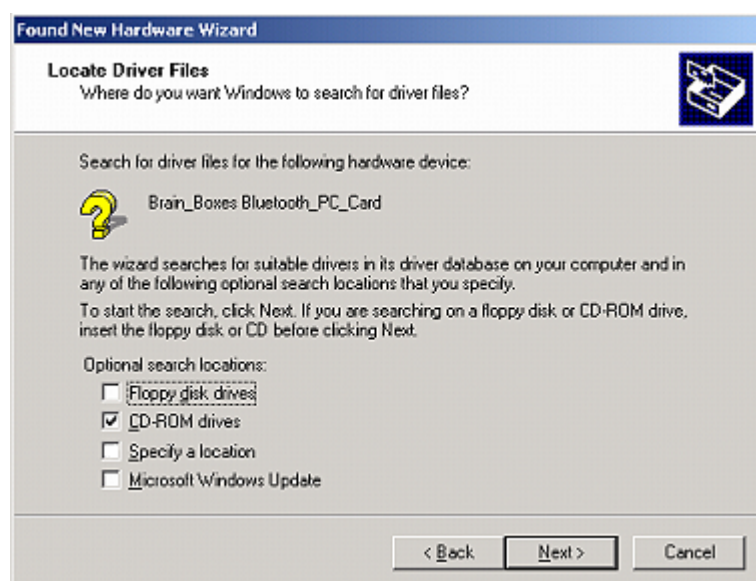 Found New Hardware Wizard
Locate Driver Files
Where do you want Windows to search for driver files?
Search for driver files for the following hardware device:
Brain_Boxes Bluetooth_PC_Card
The wizard searches for suitable drivers in its driver database on your computer and in
any of the following optional search locations that you specify.
To start the search, click Next. If you are searching on a floppy disk or CD-ROM drive,
insert the floppy disk or CD before clicking Next.
Optional search locations:
Floppy disk drives
CD-ROM drives
Specify a location
Microsoft Windows Update
< Back Next > Cancel